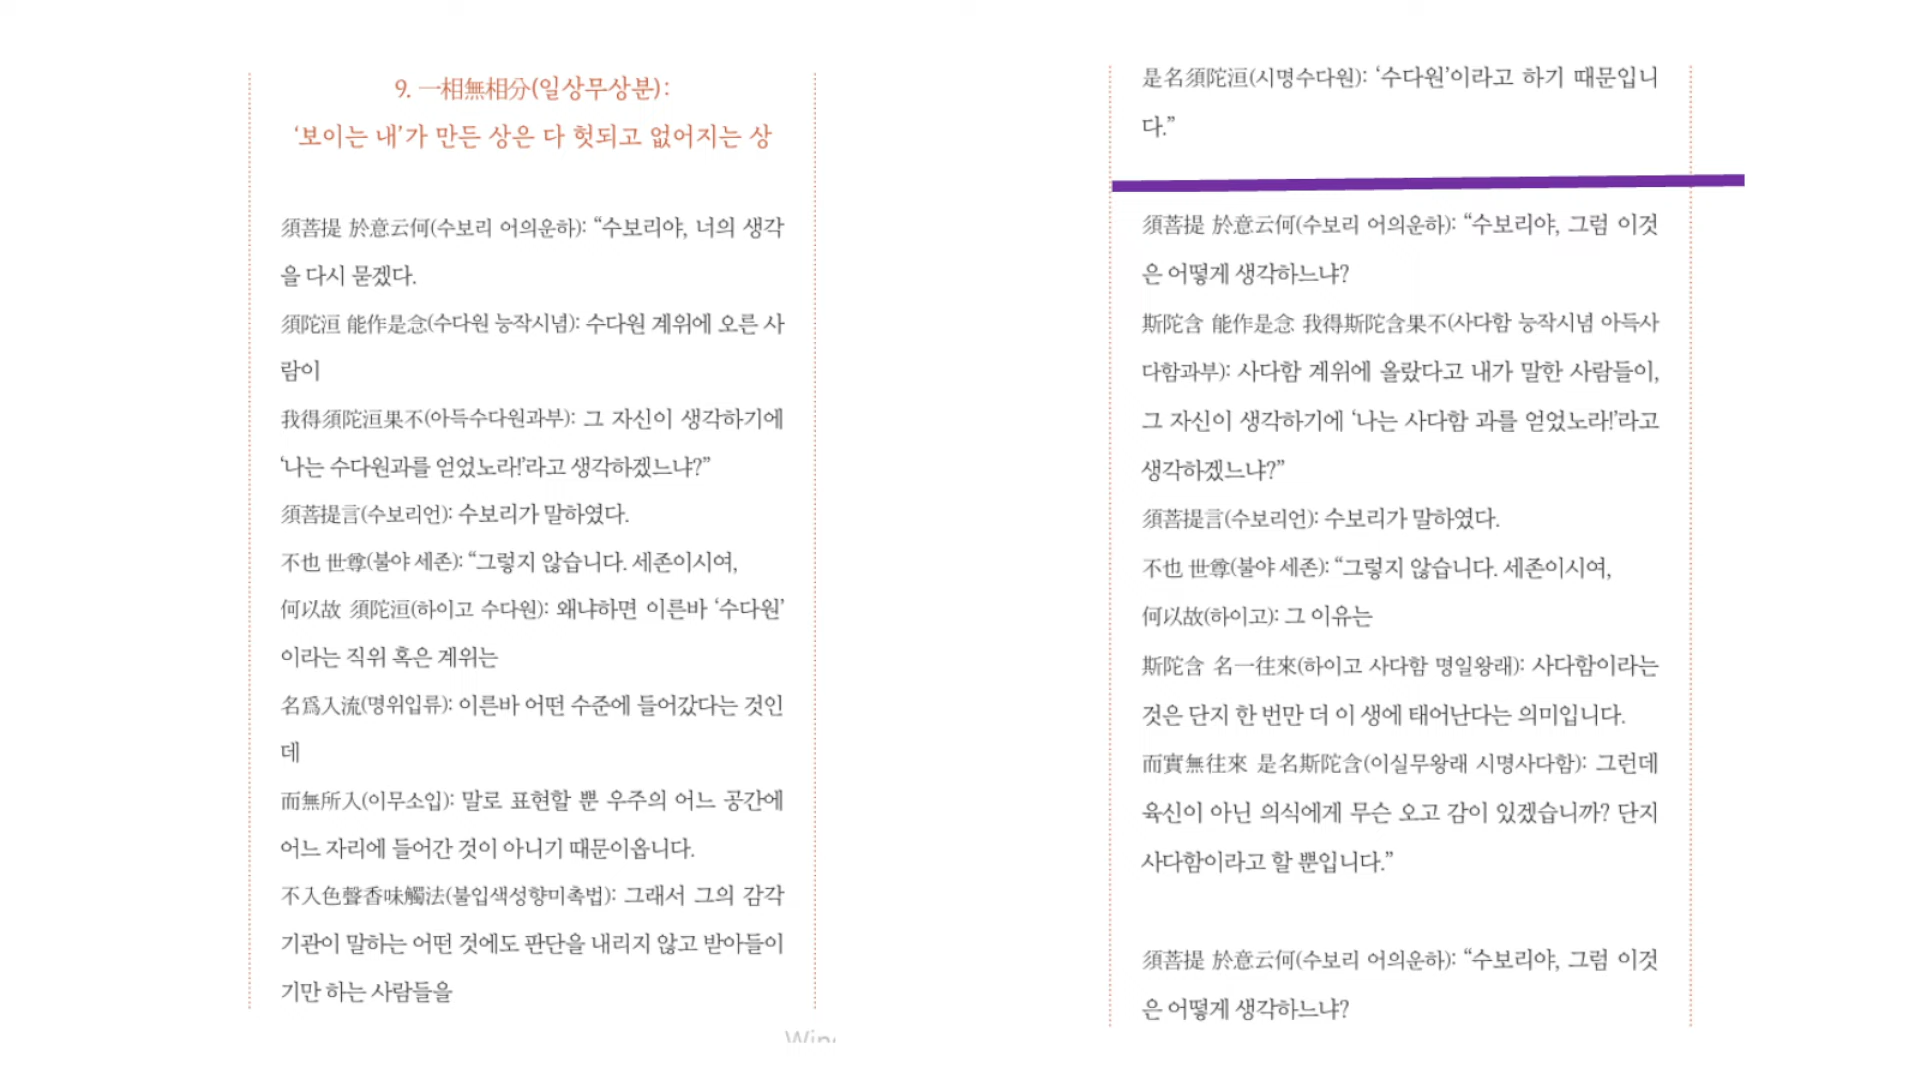 9. 一相無相分(일상무상분):
‘보이는 내’가 만든 상은 다 헛되고 없어지는 상
須菩提 於意云何(수보리 어의운하): “수보리야, 너의 생각
을 다시 묻겠다.
須陀洹 能作是念(수다원 능작시념): 수다원 계위에 오른 사
람이
我得須陀洹果不(아득수다원과부): 그 자신이 생각하기에
‘나는 수다원과를 얻었노라!’라고 생각하겠느냐?”
須菩提言(수보리언): 수보리가 말하였다.
不也 世尊(불야 세존): “그렇지 않습니다. 세존이시여,
何以故 須陀洹(하이고 수다원): 왜냐하면 이른바 ‘수다원’
이라는 직위 혹은 계위는
名爲入流(명위입류): 이른바 어떤 수준에 들어갔다는 것인
데
而無所入(이무소입): 말로 표현할 뿐 우주의 어느 공간에
어느 자리에 들어간 것이 아니기 때문이옵니다.
不入色聲香味觸法(불입색성향미촉법): 그래서 그의 감각
기관이 말하는 어떤 것에도 판단을 내리지 않고 받아들이
기만 하는 사람들을
是名須陀洹(시명수다원): ‘수다원’이라고 하기 때문입니
다.”
須菩提 於意云何(수보리 어의운하): “수보리야, 그럼 이것
은 어떻게 생각하느냐?
斯陀含 能作是念 我得斯陀含果不(사다함 능작시념 아득사
다함과부): 사다함 계위에 올랐다고 내가 말한 사람들이,
그 자신이 생각하기에 ‘나는 사다함 과를 얻었노라!’라고
생각하겠느냐?”
須菩提言(수보리언): 수보리가 말하였다.
不也 世尊(불야 세존): “그렇지 않습니다. 세존이시여,
何以故(하이고): 그 이유는
斯陀含 名一往來(하이고 사다함 명일왕래): 사다함이라는
것은 단지 한 번만 더 이 생에 태어난다는 의미입니다.
而實無往來 是名斯陀含(이실무왕래 시명사다함): 그런데
육신이 아닌 의식에게 무슨 오고 감이 있겠습니까? 단지
사다함이라고 할 뿐입니다.”
須菩提 於意云何(수보리 어의운하): “수보리야, 그럼 이것
은 어떻게 생각하느냐?